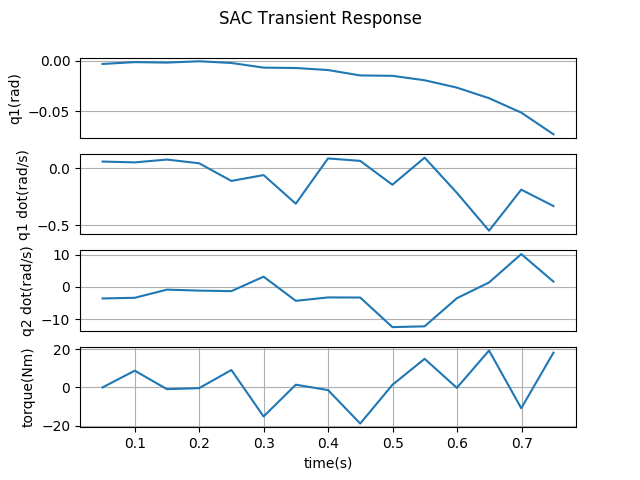 SAC Transient Response
q1(rad)
0.00
−0.05
q1 dot(rad/s)
0.0
−0.5
q2 dot(rad/s)
10
0
−10
torque(Nm)
20
0
−20
0.1 0.2 0.3 0.4 0.5 0.6 0.7
time(s)